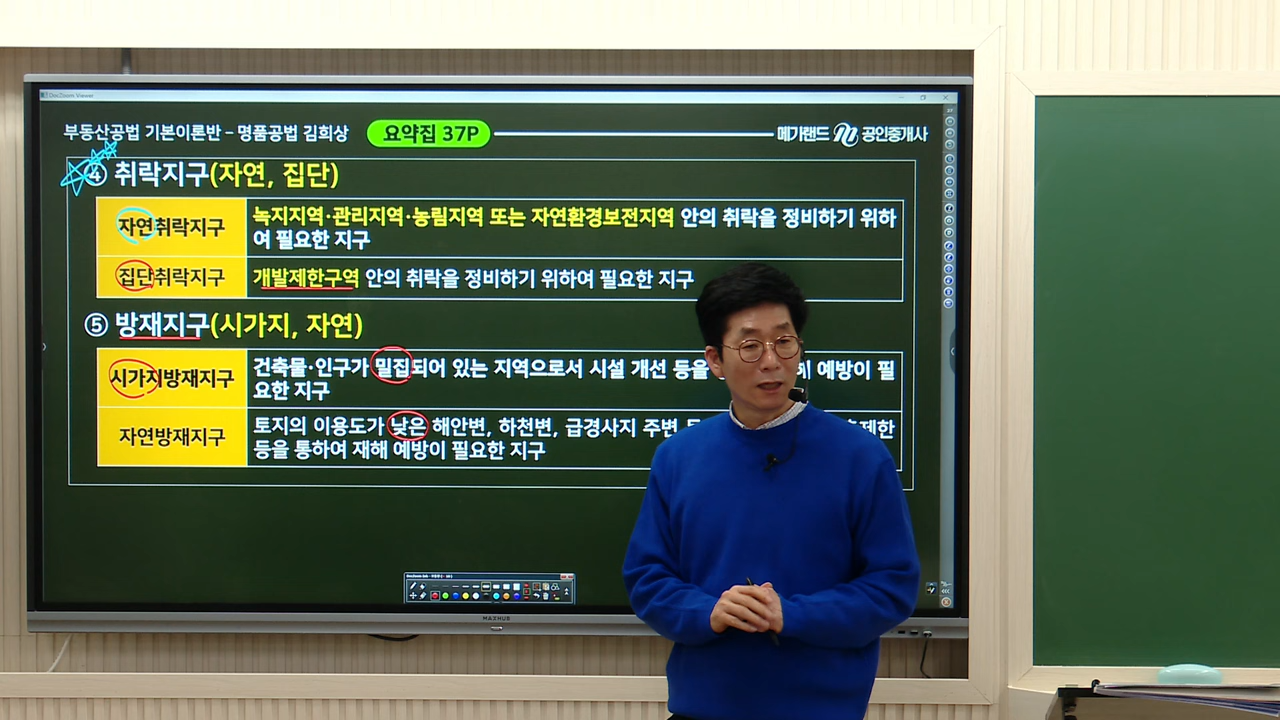 DocZoom Viewer
부동산공법 기본이론반 – 명품공법 김희상
요약집 37P
메가랜드 공인중개사
④ 취락지구(자연, 집단)
자연취락지구
녹지지역·관리지역·농림지역 또는 자연환경보전지역 안의 취락을 정비하기 위하
여 필요한 지구
집단취락지구
개발제한구역 안의 취락을 정비하기 위하여 필요한 지구
⑤ 방재지구(시가지, 자연)
시가지방재지구
건축물·인구가 밀집되어 있는 지역으로서 시설 개선 등을 예방이 필
요한 지구
자연방재지구
토지의 이용도가 낮은 해안변, 하천변, 급경사지 주변
등을 통하여 재해 예방이 필요한 지구
MAXHUB